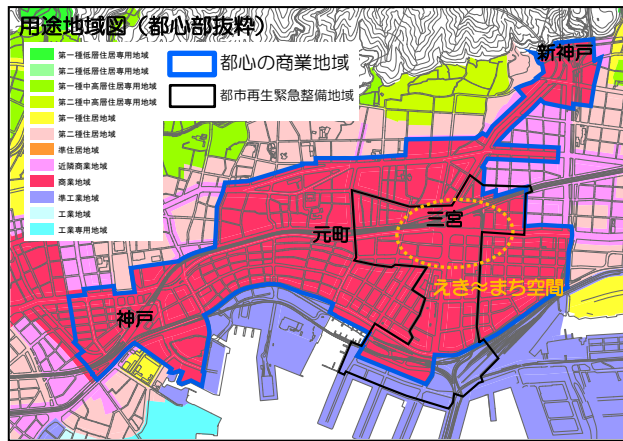 用途地域図（都心部抜粋）
第一種低層住居専用地域
第二種低層住居専用地域
第一種中高層住居専用地域
第二種中高層住居専用地域
第一種住居地域
第二種住居地域
準住居地域
近隣商業地域
商業地域
準工業地域
工業地域
工業専用地域
都心の商業地域
都市再生緊急整備地域
新神戸
三宮
元町
えき～まち空間
神戸